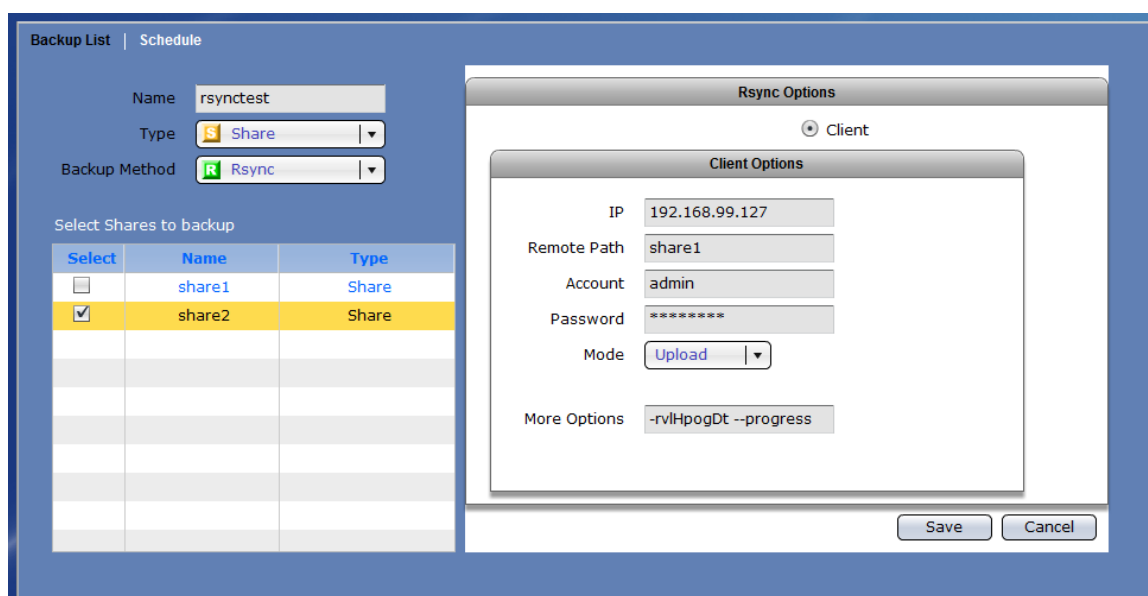 Backup List | Schedule
Name rsynctest
Type S Share
Backup Method R Rsync
Select Shares to backup
Select Name Type
share1 Share
share2 Share
Rsync Options
Client
Client Options
IP 192.168.99.127
Remote Path share1
Account admin
Password ********
Mode Upload
More Options -rvlHpogDt --progress
Save Cancel